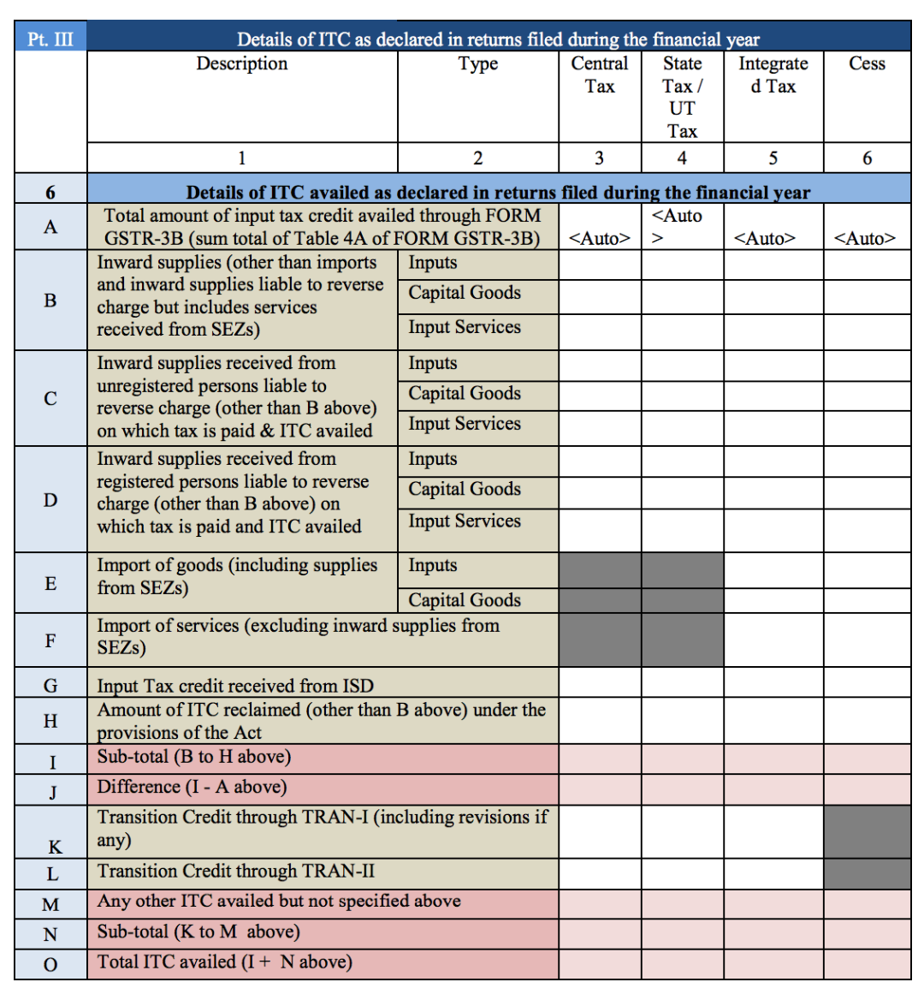 Pt. III Details of ITC as declared in returns filed during the financial year
Description Type Central State Integrate Cess
Tax Tax / d Tax
UT
Tax
1 2 3 4 5 6
6 Details of ITC availed as declared in returns filed during the financial year
A Total amount of input tax credit availed through FORM <Auto
GSTR-3B (sum total of Table 4A of FORM GSTR-3B) <Auto> > <Auto> <Auto>
B Inward supplies (other than imports Inputs
and inward supplies liable to reverse Capital Goods
charge but includes services
received from SEZs) Input Services
C Inward supplies received from Inputs
unregistered persons liable to Capital Goods
reverse charge (other than B above)
on which tax is paid & ITC availed Input Services
D Inward supplies received from Inputs
registered persons liable to reverse Capital Goods
charge (other than B above) on
which tax is paid and ITC availed Input Services
E Import of goods (including supplies Inputs
from SEZs) Capital Goods
F Import of services (excluding inward supplies from
SEZs)
G Input Tax credit received from ISD
H Amount of ITC reclaimed (other than B above) under the
provisions of the Act
I Sub-total (B to H above)
J Difference (I - A above)
K Transition Credit through TRAN-I (including revisions if
any)
L Transition Credit through TRAN-II
M Any other ITC availed but not specified above
N Sub-total (K to M above)
O Total ITC availed (I + N above)